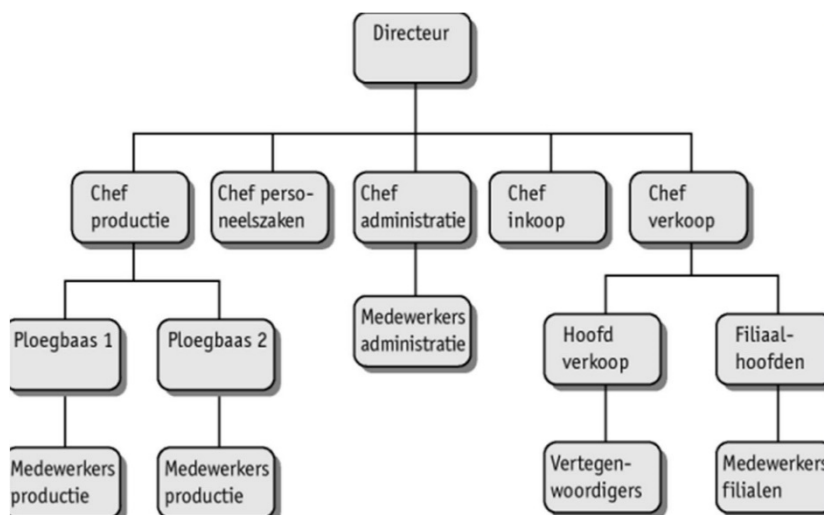 Directeur
Chef
productie
Chef perso-
neelszaken
Chef
administratie
Chef
inkoop
Chef
verkoop
Ploegbaas 1
Ploegbaas 2
Medewerkers
administratie
Hoofd
verkoop
Filiaal-
hoofden
Medewerkers
productie
Medewerkers
productie
Vertegen-
woordigers
Medewerkers
filialen